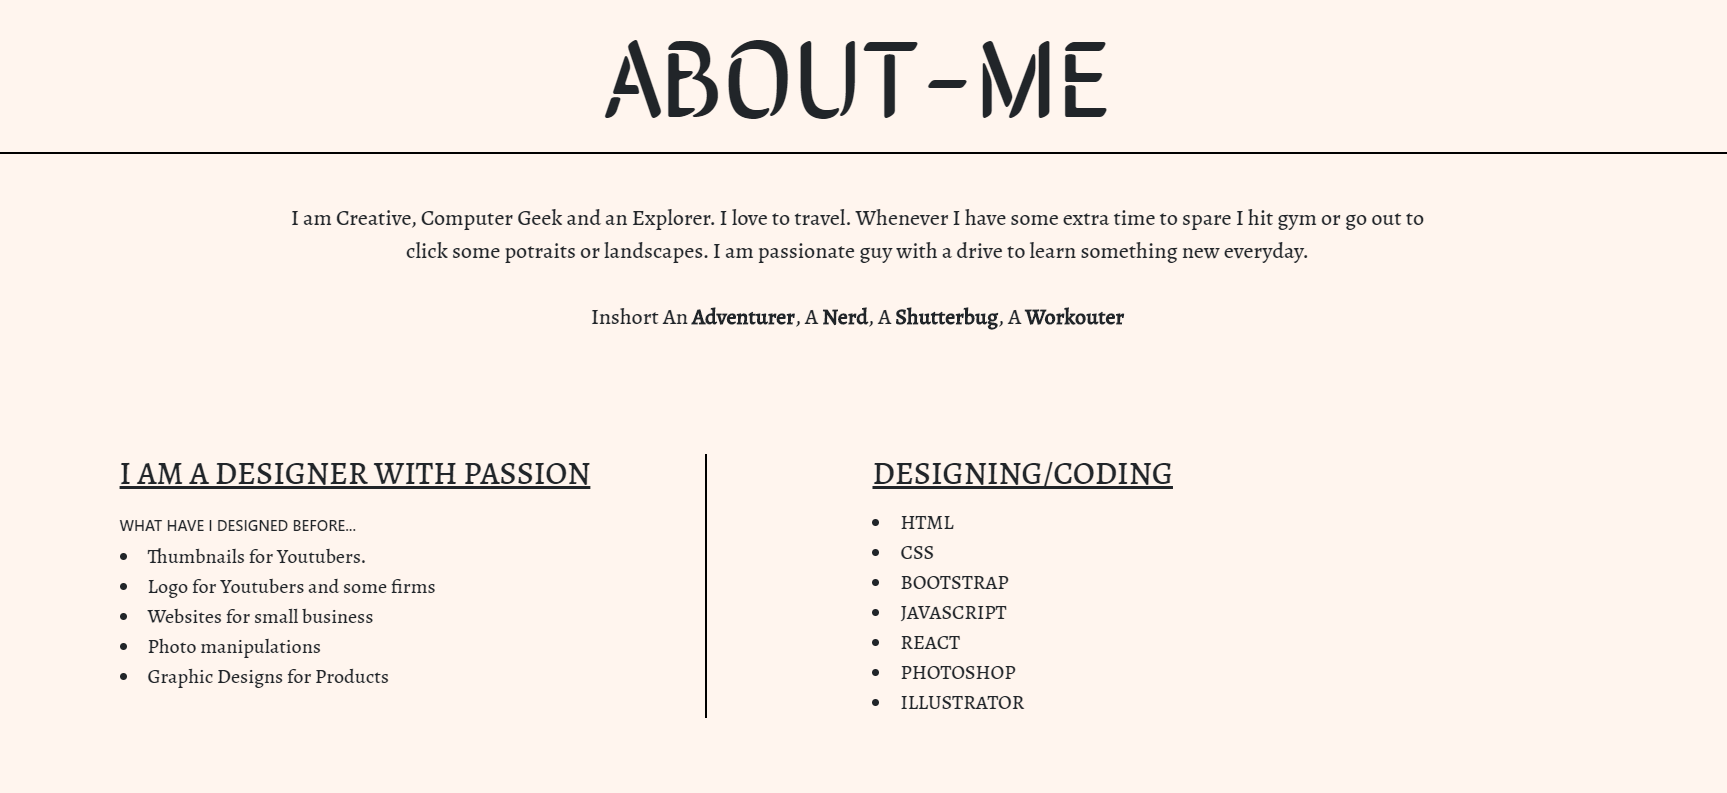 ABOUT-ME
I am Creative, Computer Geek and an Explorer. I love to travel. Whenever I have some extra time to spare I hit gym or go out to
click some potraits or landscapes. I am passionate guy with a drive to learn something new everyday.
Inshort An Adventurer, A Nerd, A Shutterbug, A Workouter
I AM A DESIGNER WITH PASSION
WHAT HAVE I DESIGNED BEFORE...
• Thumbnails for Youtubers.
• Logo for Youtubers and some firms
• Websites for small business
• Photo manipulations
• Graphic Designs for Products
DESIGNING/CODING
• HTML
• CSS
• BOOTSTRAP
• JAVASCRIPT
• REACT
• PHOTOSHOP
• ILLUSTRATOR